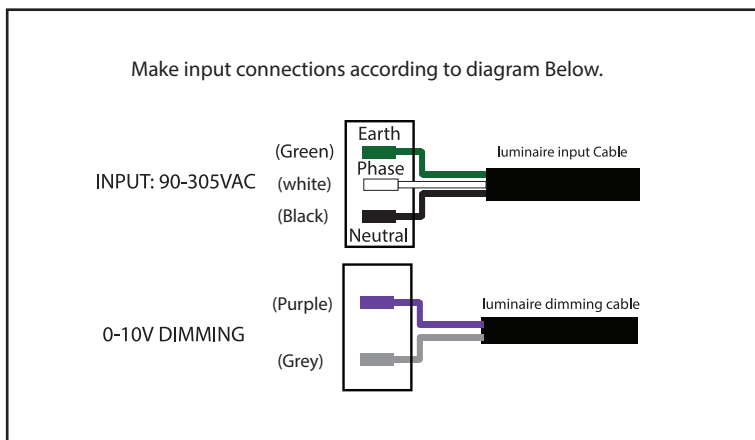 Make input connections according to diagram Below.
Earth
(Green)
luminaire input Cable
Phase
INPUT: 90-305VAC
(white)
(Black)
Neutral
(Purple)
luminaire dimming cable
0-10V DIMMING
(Grey)